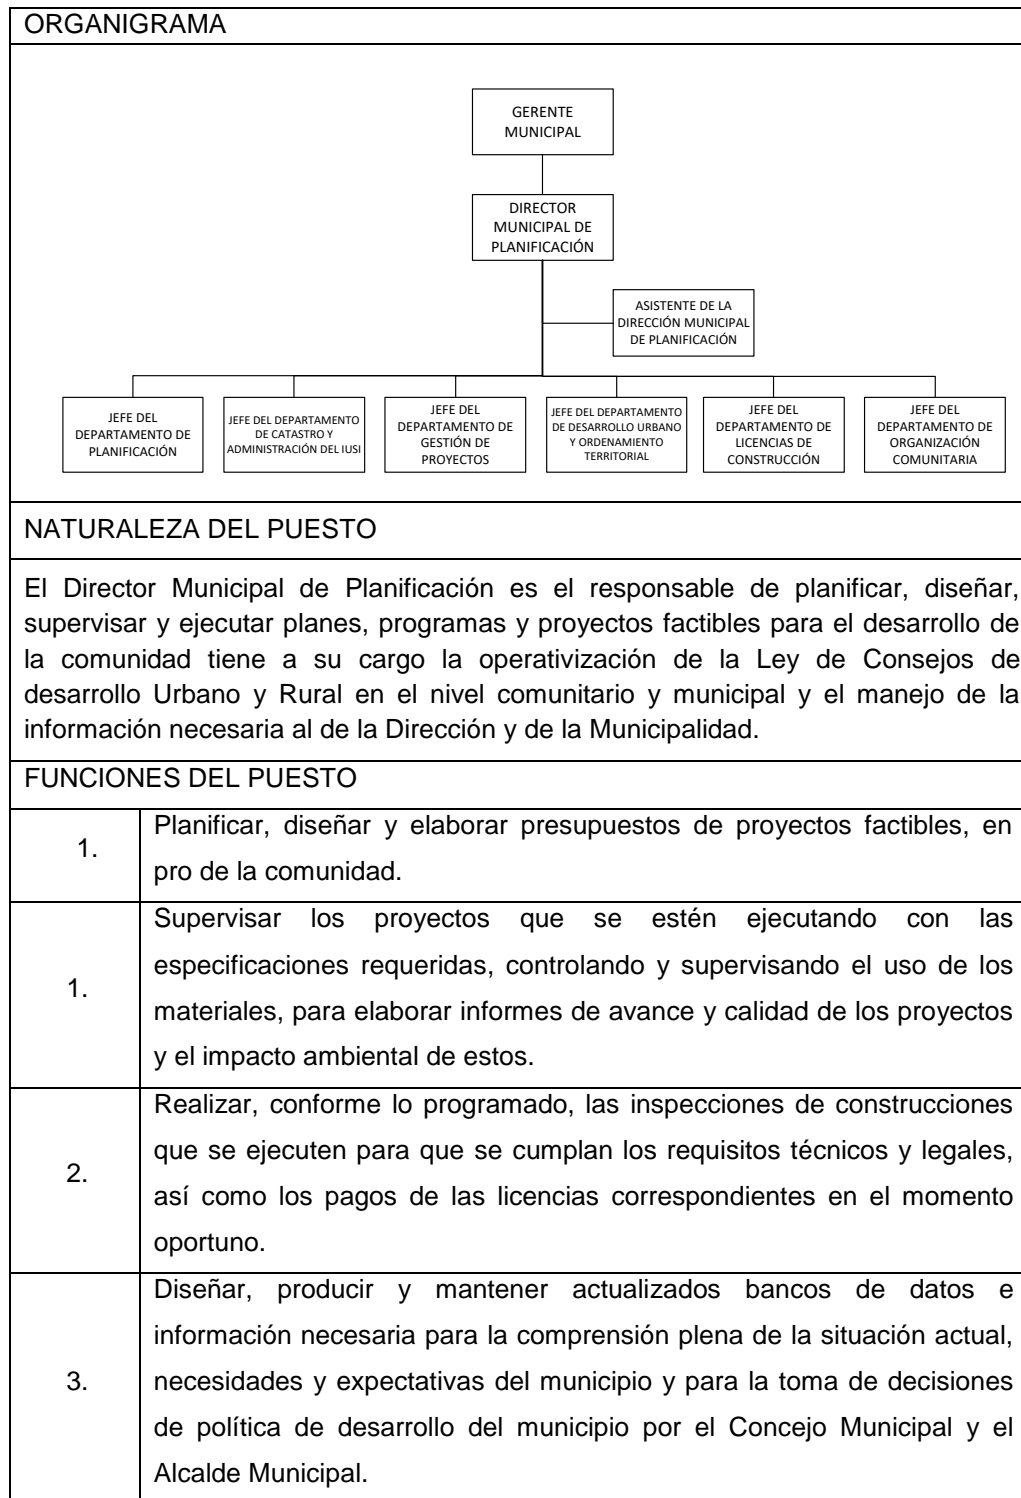 ORGANIGRAMA
GERENTE
MUNICIPAL
DIRECTOR
MUNICIPAL DE
PLANIFICACIÓN
ASISTENTE DE LA
DIRECCIÓN MUNICIPAL
DE PLANIFICACIÓN
JEFE DEL
DEPARTAMENTO DE
PLANIFICACIÓN
JEFE DEL DEPARTAMENTO
DE CATASTRO Y
ADMINISTRACIÓN DEL IUSI
JEFE DEL
DEPARTAMENTO DE
GESTIÓN DE
PROYECTOS
JEFE DEL DEPARTAMENTO
DE DESARROLLO URBANO
Y ORDENAMIENTO
TERRITORIAL
JEFE DEL
DEPARTAMENTO DE
LICENCIAS DE
CONSTRUCCIÓN
JEFE DEL
DEPARTAMENTO DE
ORGANIZACIÓN
COMUNITARIA
NATURALEZA DEL PUESTO
El Director Municipal de Planificación es el responsable de planificar, diseñar,
supervisar y ejecutar planes, programas y proyectos factibles para el desarrollo de
la comunidad tiene a su cargo la operativización de la Ley de Consejos de
desarrollo Urbano y Rural en el nivel comunitario y municipal y el manejo de la
información necesaria al de la Dirección y de la Municipalidad.
FUNCIONES DEL PUESTO
1.
Planificar, diseñar y elaborar presupuestos de proyectos factibles, en
pro de la comunidad.
1.
Supervisar los proyectos que se estén ejecutando con las
especificaciones requeridas, controlando y supervisando el uso de los
materiales, para elaborar informes de avance y calidad de los proyectos
y el impacto ambiental de estos.
2.
Realizar, conforme lo programado, las inspecciones de construcciones
que se ejecuten para que se cumplan los requisitos técnicos y legales,
así como los pagos de las licencias correspondientes en el momento
oportuno.
3.
Diseñar, producir y mantener actualizados bancos de datos e
información necesaria para la comprensión plena de la situación actual,
necesidades y expectativas del municipio y para la toma de decisiones
de política de desarrollo del municipio por el Concejo Municipal y el
Alcalde Municipal.